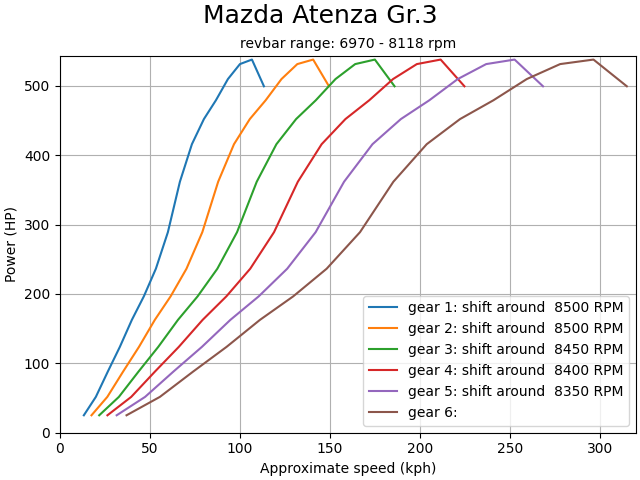 Mazda Atenza Gr.3
revbar range: 6970 - 8118 rpm
Power (HP)
500
400
300
200
100
0
gear 1: shift around  8500 RPM
gear 2: shift around  8500 RPM
gear 3: shift around  8450 RPM
gear 4: shift around  8400 RPM
gear 5: shift around  8350 RPM
gear 6:
0 50 100 150 200 250 300
Approximate speed (kph)